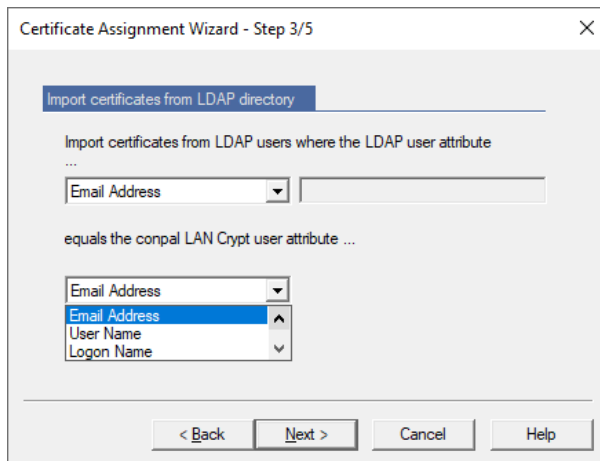 Certificate Assignment Wizard - Step 3/5
Import certificates from LDAP directory
Import certificates from LDAP users where the LDAP user attribute
...
Email Address
equals the conpal LAN Crypt user attribute ...
Email Address
Email Address
User Name
Logon Name
< Back Next > Cancel Help